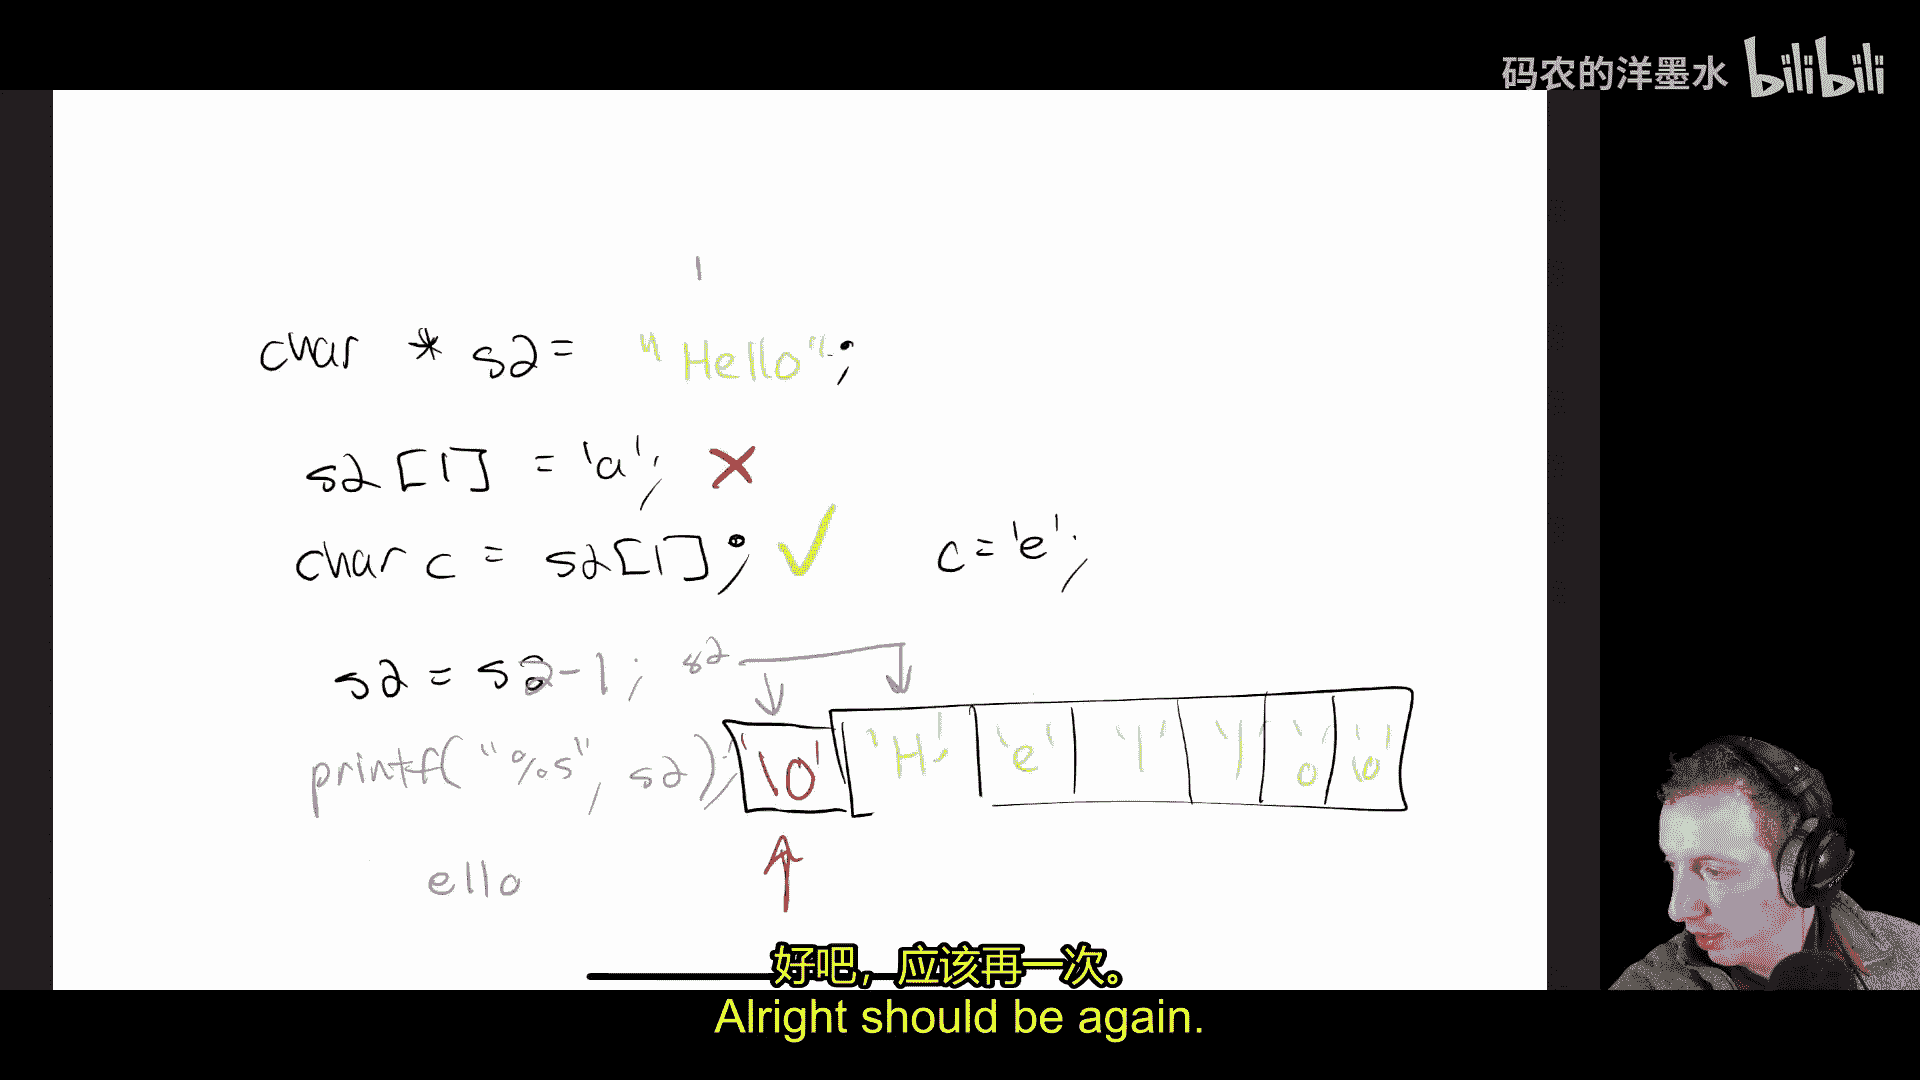 码农的洋墨水 bilibili
char * s2 = "Hello";
s2[1] = 'a'; X
char c = s2[1]; ✓ c = 'e';
s2 = s2-1; s2
printf("%s", s2); '\0' 'H' 'e' 'l' 'l' 'o' '\0'
ello
好吧，应该再一次。
Alright should be again.